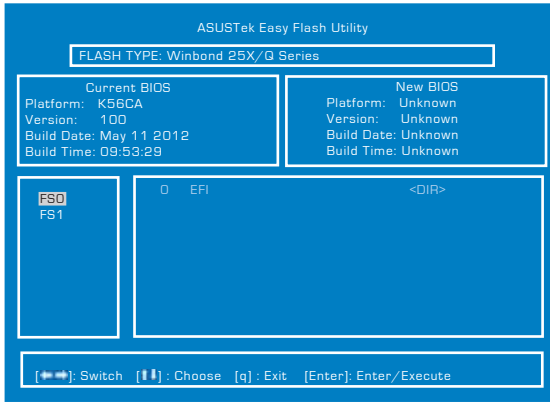 ASUSTek Easy Flash Utility
FLASH TYPE: Winbond 25X/Q Series
Current BIOS
Platform: K56CA
Version: 100
Build Date: May 11 2012
Build Time: 09:53:29
New BIOS
Platform: Unknown
Version: Unknown
Build Date: Unknown
Build Time: Unknown
FS0
FS1
0 EFI <DIR>
[←→]: Switch [↑↓] : Choose [q] : Exit [Enter]: Enter/Execute